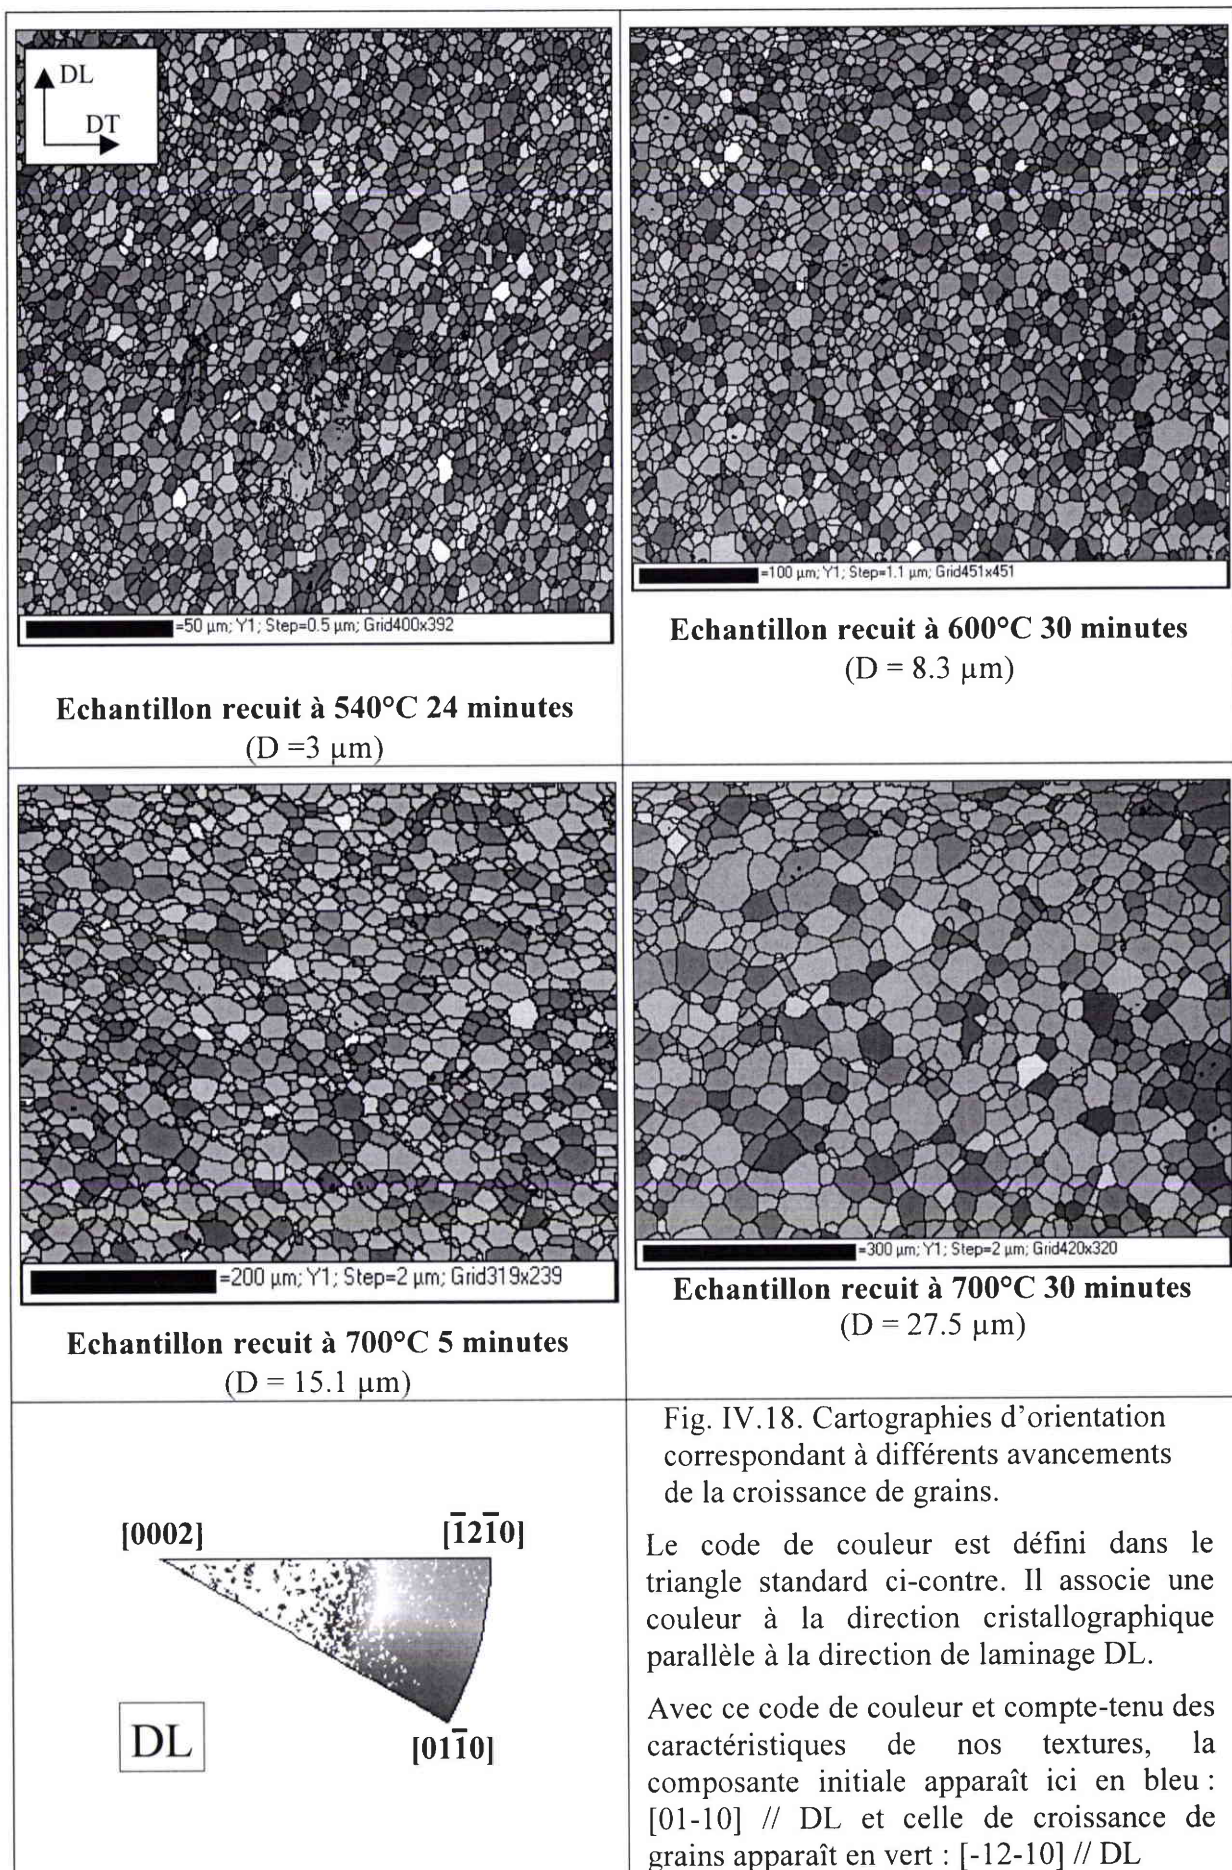 DL
DT
=50 µm; Y1; Step=0.5 µm; Grid400x392
Echantillon recuit à 540°C 24 minutes
(D =3 µm)
=100 µm; Y1; Step=1.1 µm; Grid451x451
Echantillon recuit à 600°C 30 minutes
(D = 8.3 µm)
=200 µm; Y1; Step=2 µm; Grid319x239
Echantillon recuit à 700°C 5 minutes
(D = 15.1 µm)
=300 µm; Y1; Step=2 µm; Grid420x320
Echantillon recuit à 700°C 30 minutes
(D = 27.5 µm)
[0002]
[1̅21̅0]
[011̅0]
DL
Fig. IV.18. Cartographies d’orientation
correspondant à différents avancements
de la croissance de grains.
Le code de couleur est défini dans le
triangle standard ci-contre. Il associe une
couleur à la direction cristallographique
parallèle à la direction de laminage DL.
Avec ce code de couleur et compte-tenu des
caractéristiques de nos textures, la
composante initiale apparaît ici en bleu :
[01-10] // DL et celle de croissance de
grains apparaît en vert : [-12-10] // DL